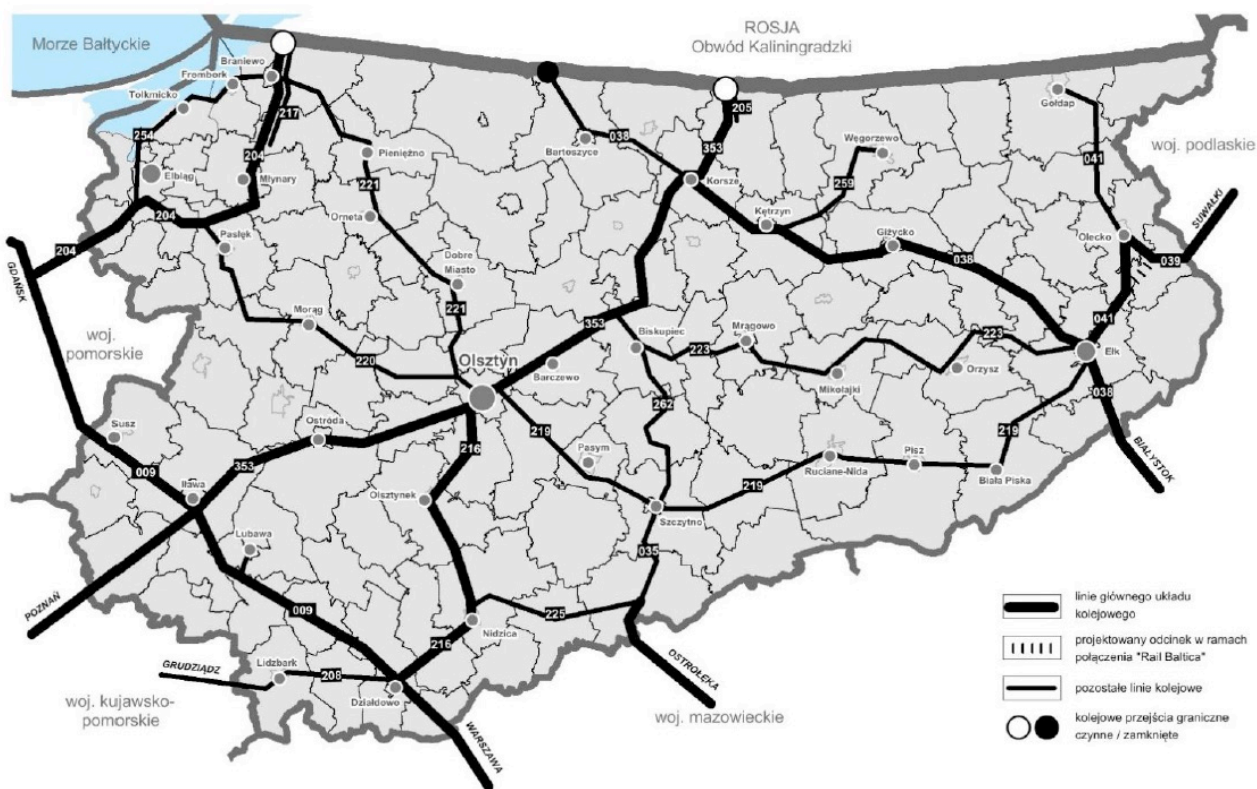 Morze Bałtyckie
ROSJA
Obwód Kaliningradzki
Braniewo
Frombork
Tolkmicko
217
205
Gołdap
254
038
Bartoszyce
353
Węgorzewo
woj. podlaskie
041
204
Pieniężno
Elbląg
Młynary
221
Korsze
259
SUWAŁKI
204
Orneta
Kętrzyn
Giżycko
Olecko
204
Pasłęk
038
039
GDAŃSK
Dobre
Miasto
221
Morąg
353
Biskupiec
Mrągowo
041
223
woj.
pomorskie
220
Olsztyn
Barczewo
223
Ełk
Mikołajki
Orzysz
038
262
Susz
Ostróda
219
219
216
Pasym
Pisz
BIAŁYSTOK
009
353
Ruciane-Nida
Iława
Olsztynek
219
Biała Piska
Szczytno
Lubawa
035
POZNAŃ
009
225
linie głównego układu
kolejowego
Nidzica
216
projektowany odcinek w ramach
połączenia "Rail Baltica"
GRUDZIĄDZ
Lidzbark
208
OSTROŁĘKA
pozostałe linie kolejowe
woj. kujawsko-
pomorskie
Działdowo
woj. mazowieckie
kolejowe przejścia graniczne
czynne / zamknięte
WARSZAWA